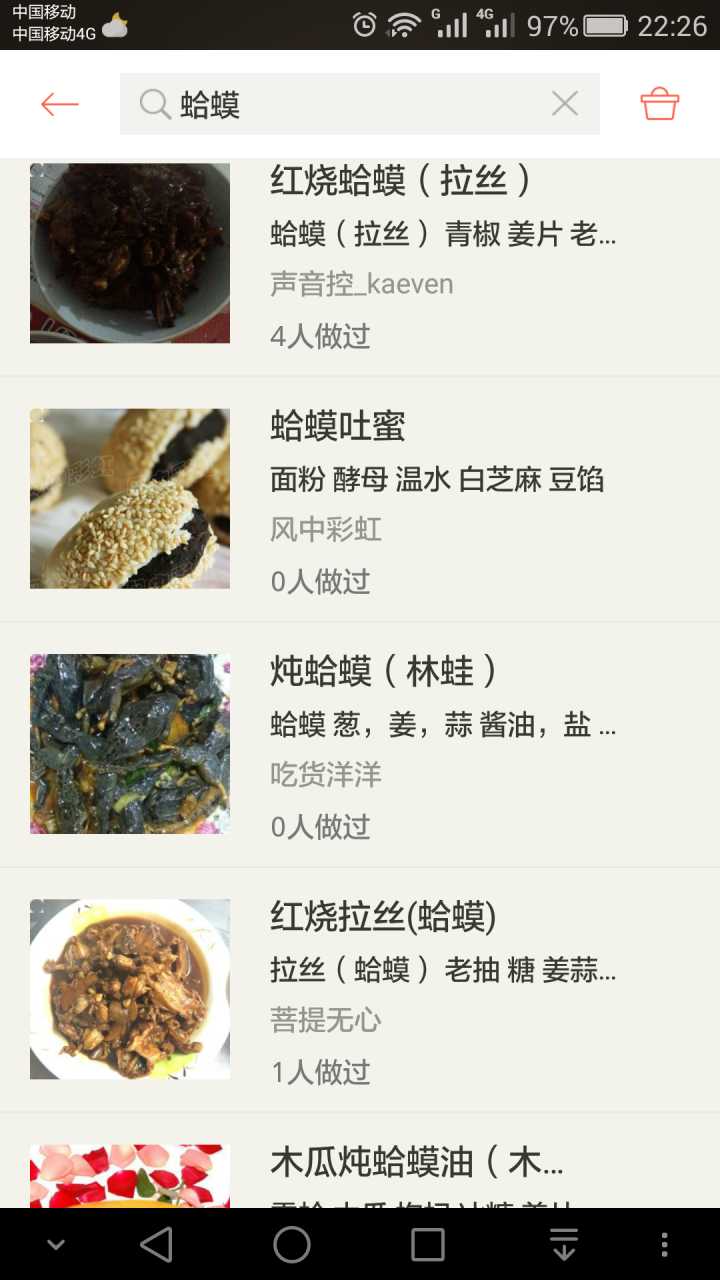 中国移动
中国移动4G
G
4G
97%
22:26
蛤蟆
红烧蛤蟆（拉丝）
蛤蟆（拉丝） 青椒 姜片 老...
声音控_kaeven
4人做过
蛤蟆吐蜜
面粉 酵母 温水 白芝麻 豆馅
风中彩虹
0人做过
炖蛤蟆（林蛙）
蛤蟆 葱，姜，蒜 酱油，盐 ...
吃货洋洋
0人做过
红烧拉丝(蛤蟆)
拉丝（蛤蟆） 老抽 糖 姜蒜...
菩提无心
1人做过
木瓜炖蛤蟆油（木...